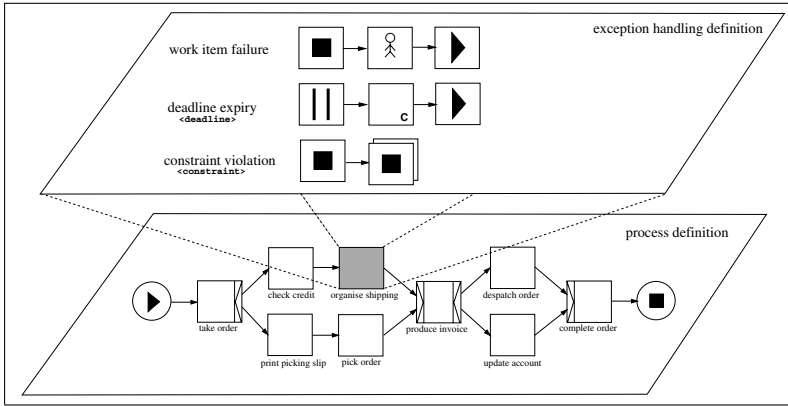 exception handling definition
work item failure
deadline expiry
<deadline>
C
constraint violation
<constraint>
process definition
check credit
organise shipping
despatch order
take order
produce invoice
complete order
print picking slip
pick order
update account